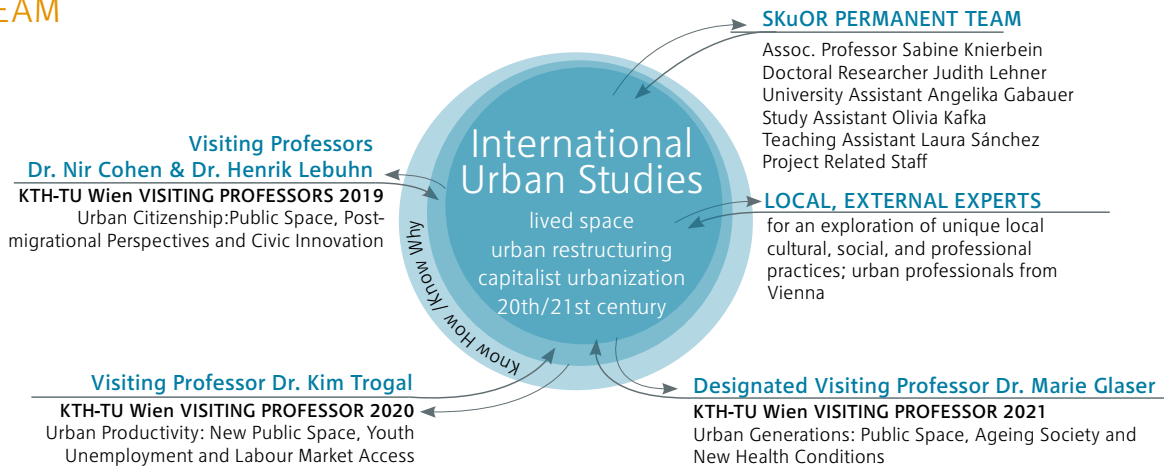 SKuOR PERMANENT TEAM
Assoc. Professor Sabine Knierbein
Doctoral Researcher Judith Lehner
University Assistant Angelika Gabauer
Study Assistant Olivia Kafka
Teaching Assistant Laura Sánchez
Project Related Staff
Visiting Professors
Dr. Nir Cohen & Dr. Henrik Lebuhn
KTH-TU Wien VISITING PROFESSORS 2019
Urban Citizenship:Public Space, Post-
migrational Perspectives and Civic Innovation
International
Urban Studies
lived space
urban restructuring
capitalist urbanization
20th/21st century
Know How /Know Why
LOCAL, EXTERNAL EXPERTS
for an exploration of unique local
cultural, social, and professional
practices; urban professionals from
Vienna
Visiting Professor Dr. Kim Trogal
KTH-TU Wien VISITING PROFESSOR 2020
Urban Productivity: New Public Space, Youth
Unemployment and Labour Market Access
Designated Visiting Professor Dr. Marie Glaser
KTH-TU Wien VISITING PROFESSOR 2021
Urban Generations: Public Space, Ageing Society and
New Health Conditions